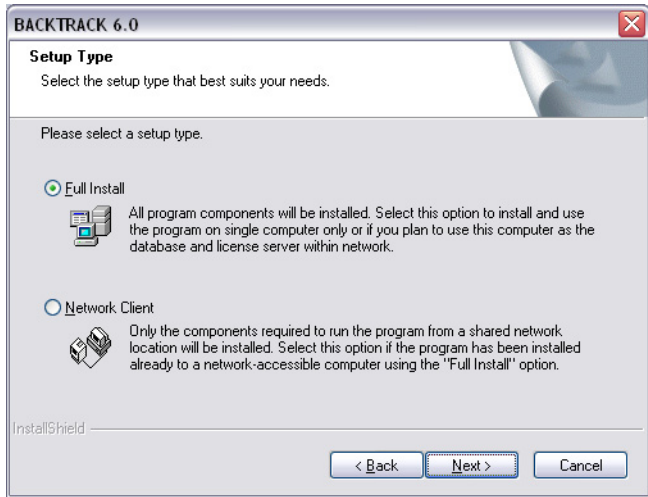 BACKTRACK 6.0
Setup Type
Select the setup type that best suits your needs.
Please select a setup type.
Full Install
All program components will be installed. Select this option to install and use
the program on single computer only or if you plan to use this computer as the
database and license server within network.
Network Client
Only the components required to run the program from a shared network
location will be installed. Select this option if the program has been installed
already to a network-accessible computer using the "Full Install" option.
InstallShield
< Back Next > Cancel